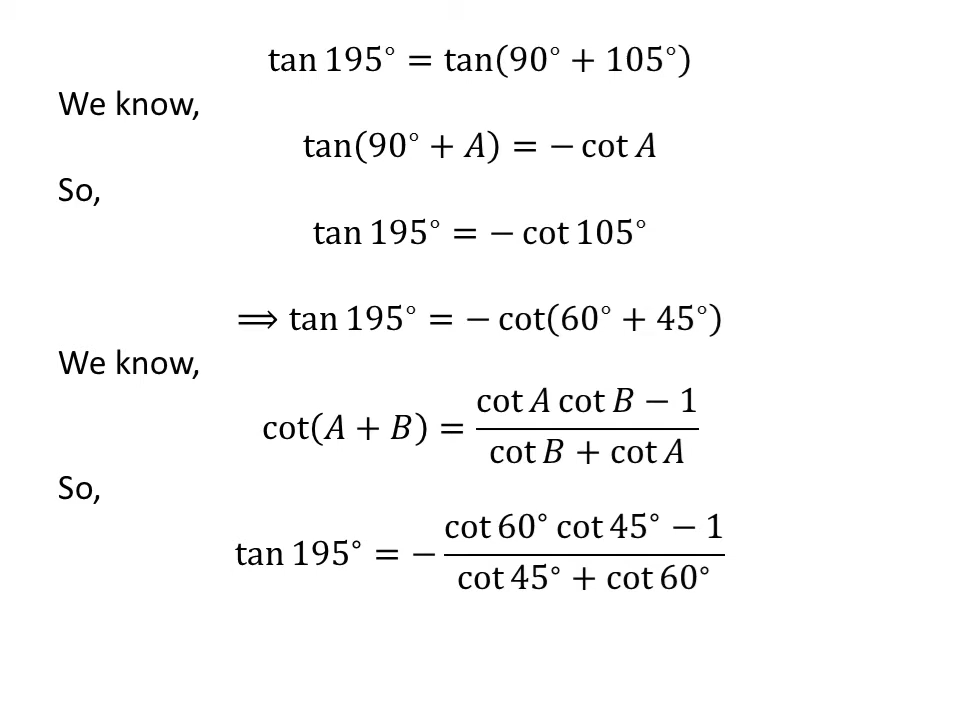 tan 195° = tan(90° + 105°)
We know,
tan(90° + A) = − cot A
So,
tan 195° = − cot 105°
⟹ tan 195° = − cot(60° + 45°)
We know,
cot(A + B) = (cot A cot B − 1)/(cot B + cot A)
So,
tan 195° = − (cot 60° cot 45° − 1)/(cot 45° + cot 60°)